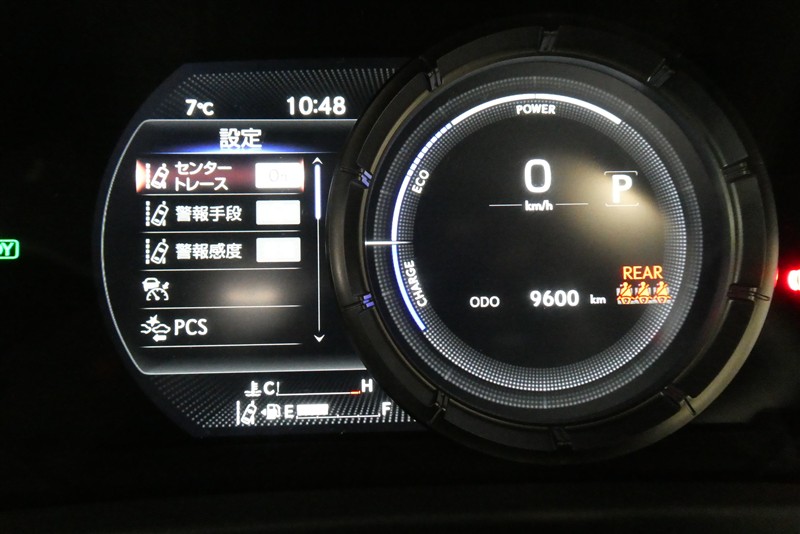 7℃ 10:48
設定
センター
トレース On
警報手段
警報感度
PCS
C H
E F
POWER
ECO
CHARGE
0
km/h
P
REAR
ODO 9600 km